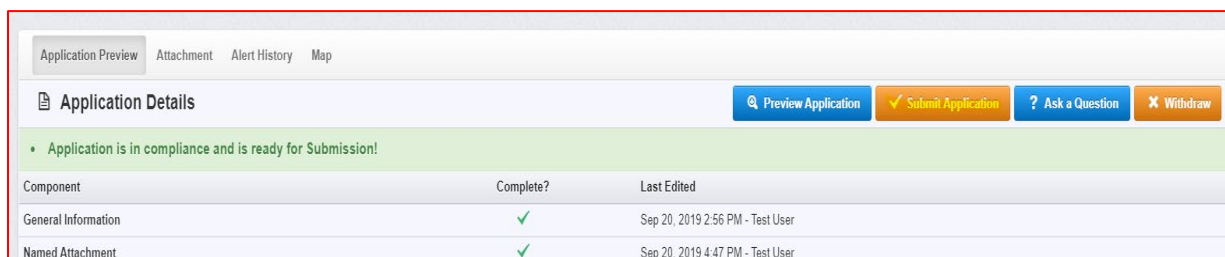 Application Preview Attachment Alert History Map
Application Details Preview Application Submit Application ? Ask a Question Withdraw
• Application is in compliance and is ready for Submission!
Component Complete? Last Edited
General Information Sep 20, 2019 2:56 PM - Test User
Named Attachment Sep 20, 2019 4:47 PM - Test User